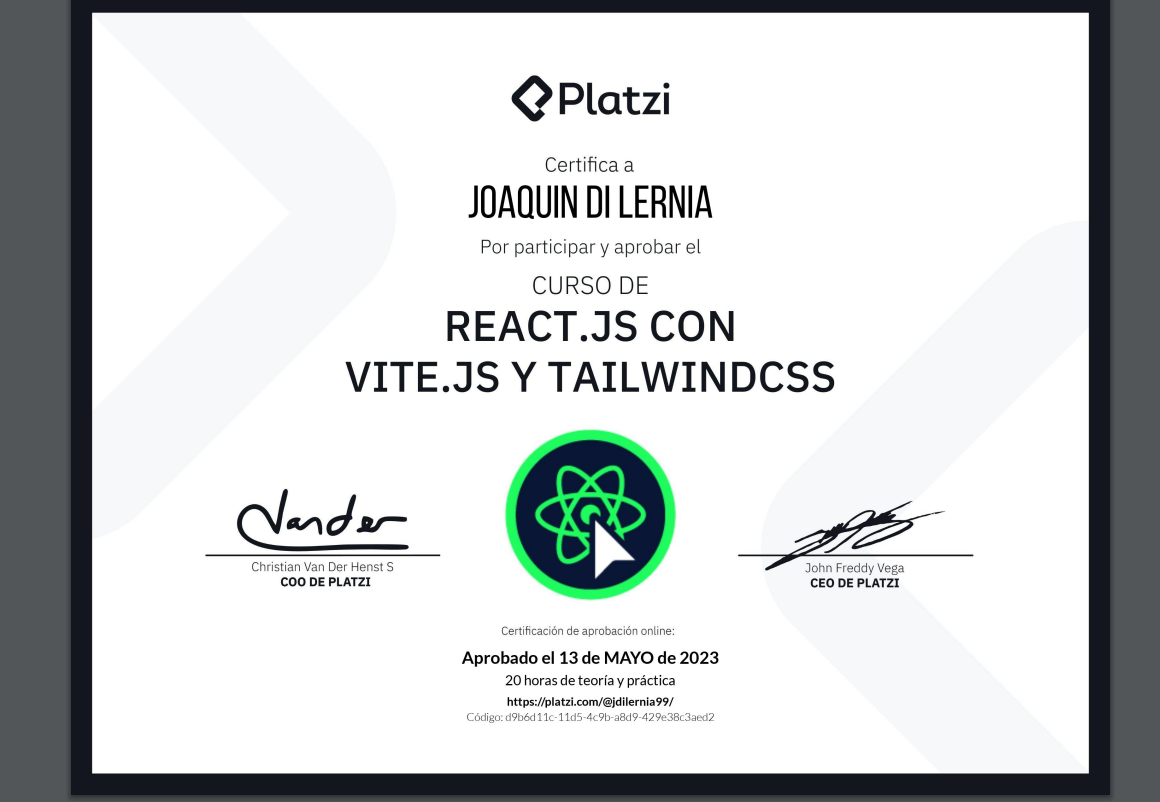 Platzi
Certifica a
JOAQUIN DI LERNIA
Por participar y aprobar el
CURSO DE
REACT.JS CON
VITE.JS Y TAILWINDCSS
Vander
Christian Van Der Henst S
COO DE PLATZI
John Freddy Vega
CEO DE PLATZI
Certificación de aprobación online:
Aprobado el 13 de MAYO de 2023
20 horas de teoría y práctica
https://platzi.com/@jdilernia99/
Código: d9b6d11c-11d5-4c9b-a8d9-429e38c3aed2